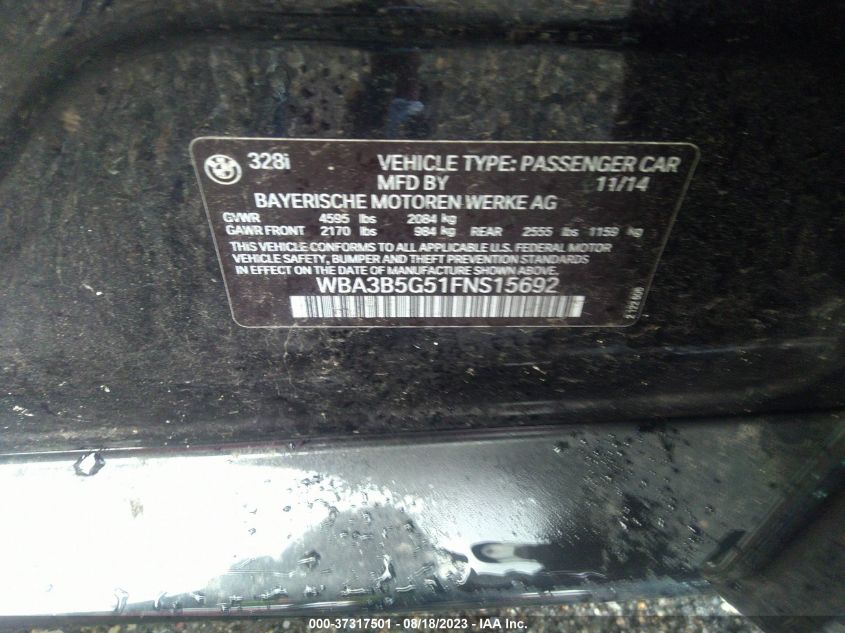 328i VEHICLE TYPE: PASSENGER CAR
MFD BY 11/14
BAYERISCHE MOTOREN WERKE AG
GVWR 4595 lbs 2084 kg
GAWR FRONT 2170 lbs 984 kg REAR 2555 lbs 1159 kg
THIS VEHICLE CONFORMS TO ALL APPLICABLE U.S. FEDERAL MOTOR
VEHICLE SAFETY, BUMPER AND THEFT PREVENTION STANDARDS
IN EFFECT ON THE DATE OF MANUFACTURE SHOWN ABOVE.
WBA3B5G51FNS15692
000-37317501 - 08/18/2023 - IAA Inc.